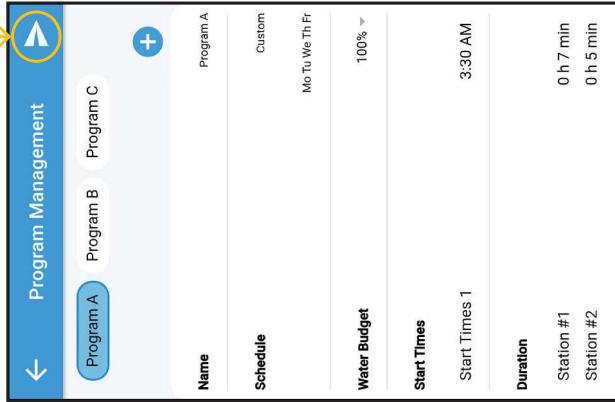 Program Management
Program A Program B Program C
Name Program A
Schedule Custom
Mo Tu We Th Fr
Water Budget 100%
Start Times
Start Times 1 3:30 AM
Duration
Station #1 0 h 7 min
Station #2 0 h 5 min